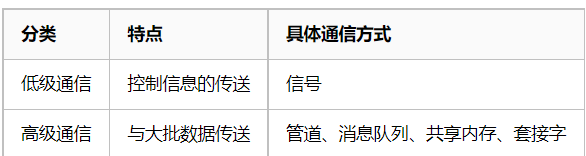 分类 特点 具体通信方式
低级通信 控制信息的传送 信号
高级通信 与大批数据传送 管道、消息队列、共享内存、套接字